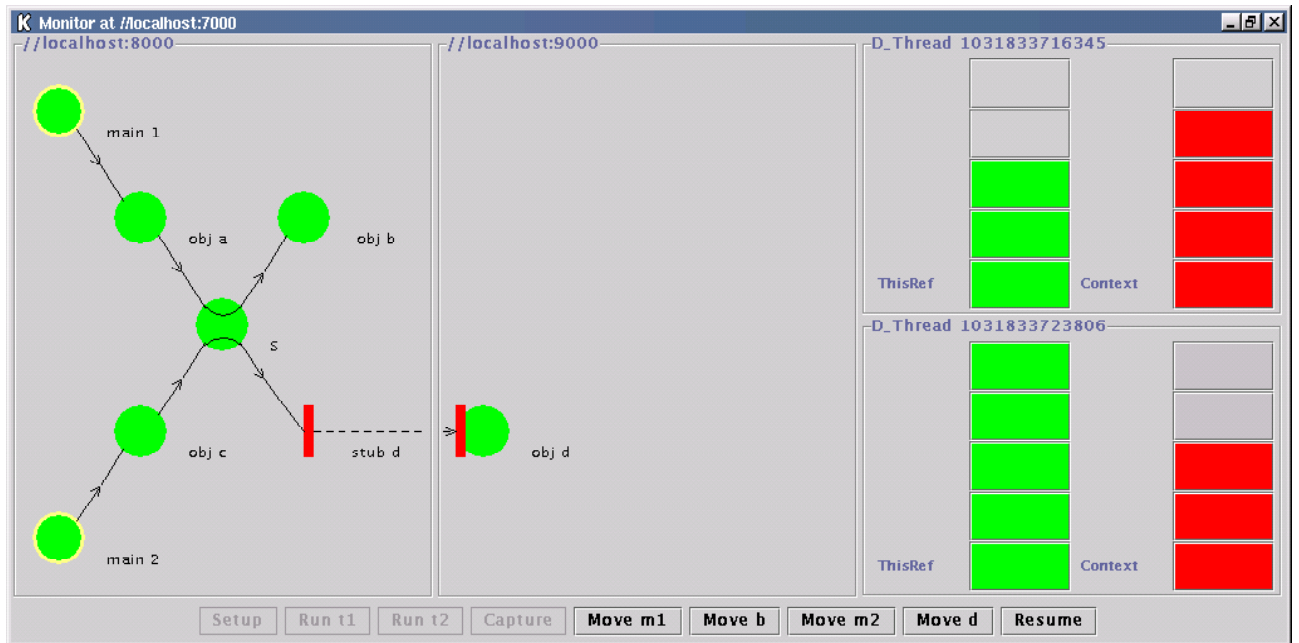 Monitor at //localhost:7000
//localhost:8000
//localhost:9000
D_Thread 1031833716345
main 1
obj a
obj b
ThisRef
Context
D_Thread 1031833723806
S
obj c
stub d
obj d
main 2
ThisRef
Context
Setup
Run t1
Run t2
Capture
Move m1
Move b
Move m2
Move d
Resume